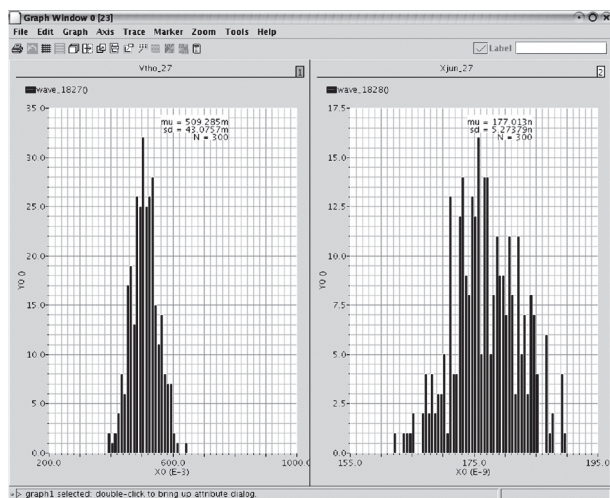 Graph Window 0 [23]
File Edit Graph Axis Trace Marker Zoom Tools Help
Label
Vtho_27
1
wave_1827()
mu = 509.285m
sd = 43.0757m
N = 300
35.0
30.0
25.0
20.0
15.0
10.0
5.0
0.0
Y0 ()
200.0 600.0 1000.0
X0 (E-3)
Xjun_27
2
wave_1828()
mu = 177.013n
sd = 5.27379n
N = 300
17.5
15.0
12.5
10.0
7.5
5.0
2.5
0.0
Y0 ()
155.0 175.0 195.0
X0 (E-9)
graph1 selected: double-click to bring up attribute dialog.